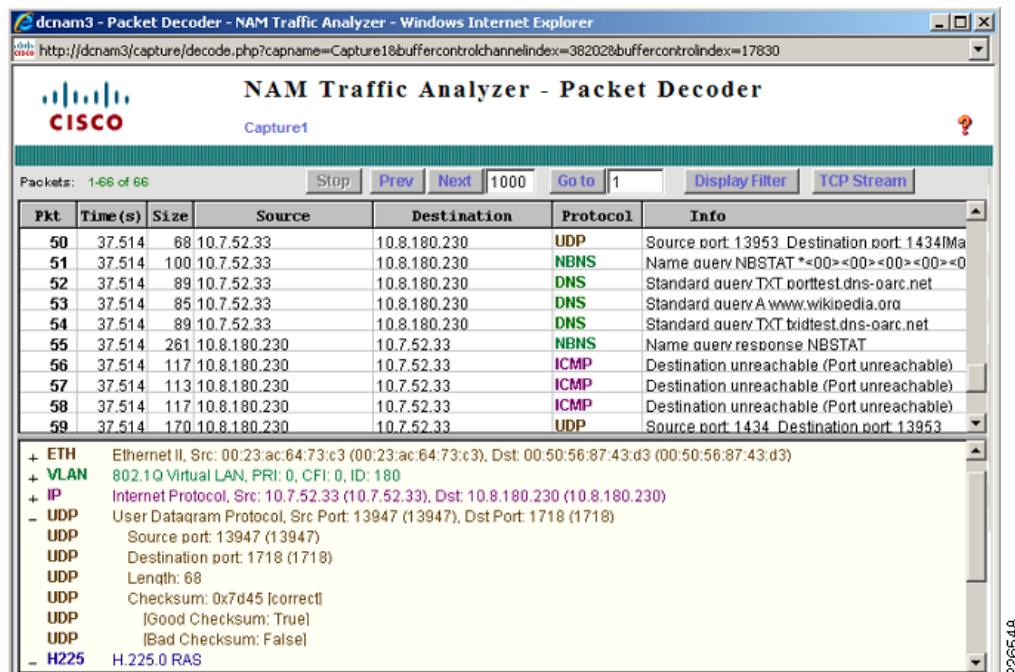 dcnam3 - Packet Decoder - NAM Traffic Analyzer - Windows Internet Explorer
http://dcnam3/capture/decode.php?capname=Capture1&buffercontrolchannelindex=38202&buffercontrolindex=17830
CISCO
NAM Traffic Analyzer - Packet Decoder
Capture1
Packets: 1-66 of 66 Stop Prev Next 1000 Go to 1 Display Filter TCP Stream
Pkt Time(s) Size Source Destination Protocol Info
50 37.514 68 10.7.52.33 10.8.180.230 UDP Source port: 13953 Destination port: 1434[Ma
51 37.514 100 10.7.52.33 10.8.180.230 NBNS Name query NBSTAT *<00><00><00><00><0
52 37.514 89 10.7.52.33 10.8.180.230 DNS Standard query TXT porttest.dns-oarc.net
53 37.514 85 10.7.52.33 10.8.180.230 DNS Standard query A www.wikipedia.org
54 37.514 89 10.7.52.33 10.8.180.230 DNS Standard query TXT txidtest.dns-oarc.net
55 37.514 261 10.8.180.230 10.7.52.33 NBNS Name query response NBSTAT
56 37.514 117 10.8.180.230 10.7.52.33 ICMP Destination unreachable (Port unreachable)
57 37.514 113 10.8.180.230 10.7.52.33 ICMP Destination unreachable (Port unreachable)
58 37.514 117 10.8.180.230 10.7.52.33 ICMP Destination unreachable (Port unreachable)
59 37.514 170 10.8.180.230 10.7.52.33 UDP Source port: 1434 Destination port: 13953
+ ETH Ethernet II, Src: 00:23:ac:64:73:c3 (00:23:ac:64:73:c3), Dst: 00:50:56:87:43:d3 (00:50:56:87:43:d3)
+ VLAN 802.1Q Virtual LAN, PRI: 0, CFI: 0, ID: 180
+ IP Internet Protocol, Src: 10.7.52.33 (10.7.52.33), Dst: 10.8.180.230 (10.8.180.230)
_ UDP User Datagram Protocol, Src Port: 13947 (13947), Dst Port: 1718 (1718)
UDP Source port: 13947 (13947)
UDP Destination port: 1718 (1718)
UDP Length: 68
UDP Checksum: 0x7d45 [correct]
UDP [Good Checksum: True]
UDP [Bad Checksum: False]
_ H225 H.225.0 RAS